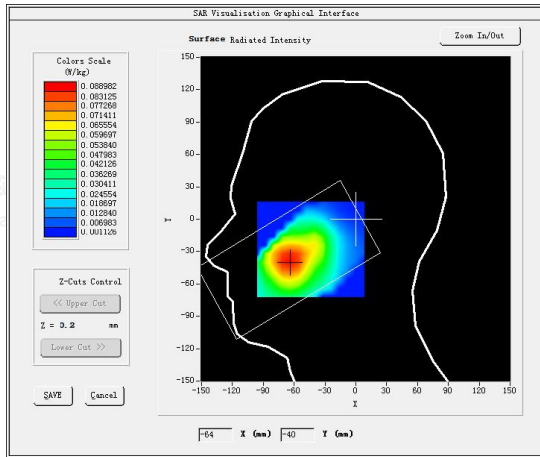 SAR Visualisation Graphical Interface
Surface Radiated Intensity
Zoom In/Out
Colors Scale
(W/kg)
0.088982
0.083125
0.077268
0.071411
0.065554
0.059697
0.053840
0.047983
0.042126
0.036269
0.030411
0.024554
0.018697
0.012840
0.006983
0.001126
150
120
90
60
30
0
-30
-60
-90
-120
-150
Y
-150 -120 -90 -60 -30 0 30 60 90 120 150
X
Z-Cuts Control
<< Upper Cut
Z = 0.2 mm
Lower Cut >>
SAVE Cancel
-64 X (mm) -40 Y (mm)